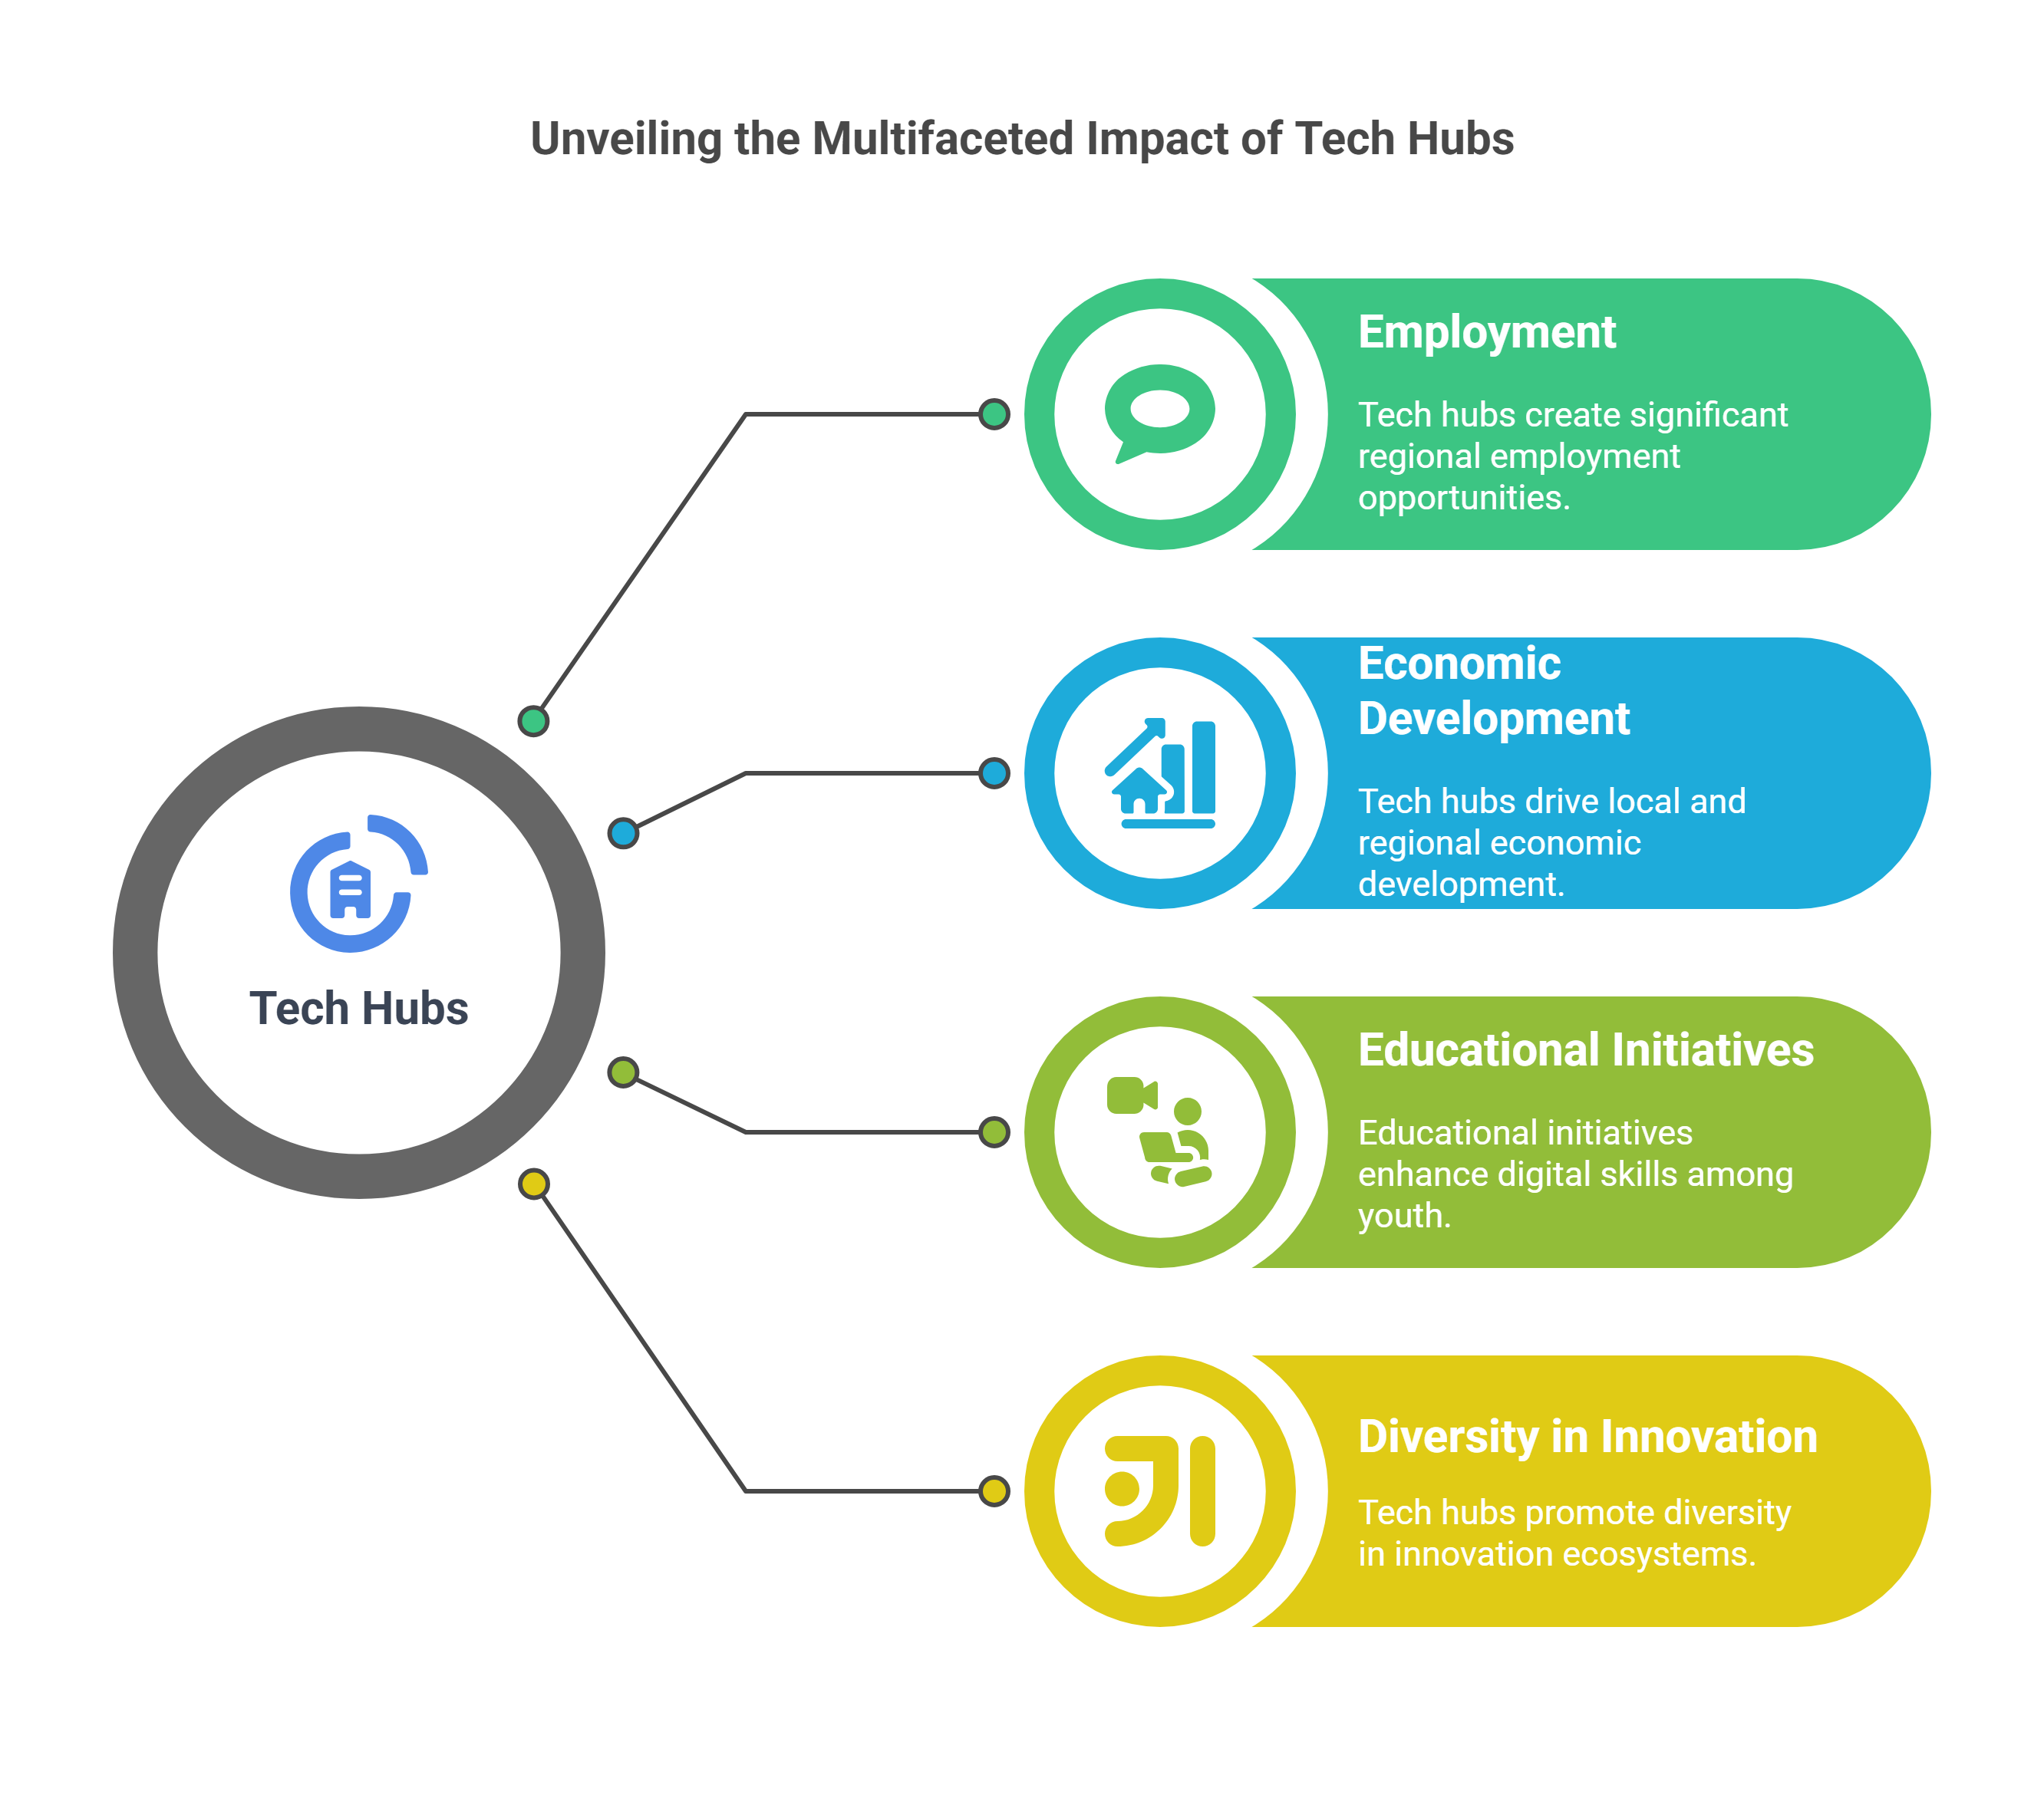 Unveiling the Multifaceted Impact of Tech Hubs
Tech Hubs
Employment
Tech hubs create significant
regional employment
opportunities.
Economic
Development
Tech hubs drive local and
regional economic
development.
Educational Initiatives
Educational initiatives
enhance digital skills among
youth.
Diversity in Innovation
Tech hubs promote diversity
in innovation ecosystems.